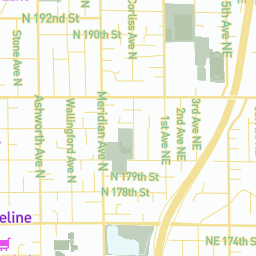 N 192nd St
N 190th St
Stone Ave N
Corliss Ave N
5th Ave NE
Ashworth Ave N
Wallingford Ave N
Meridian Ave N
1st Ave NE
2nd Ave NE
3rd Ave NE
N 179th St
N 178th St
eline
NE 174th St